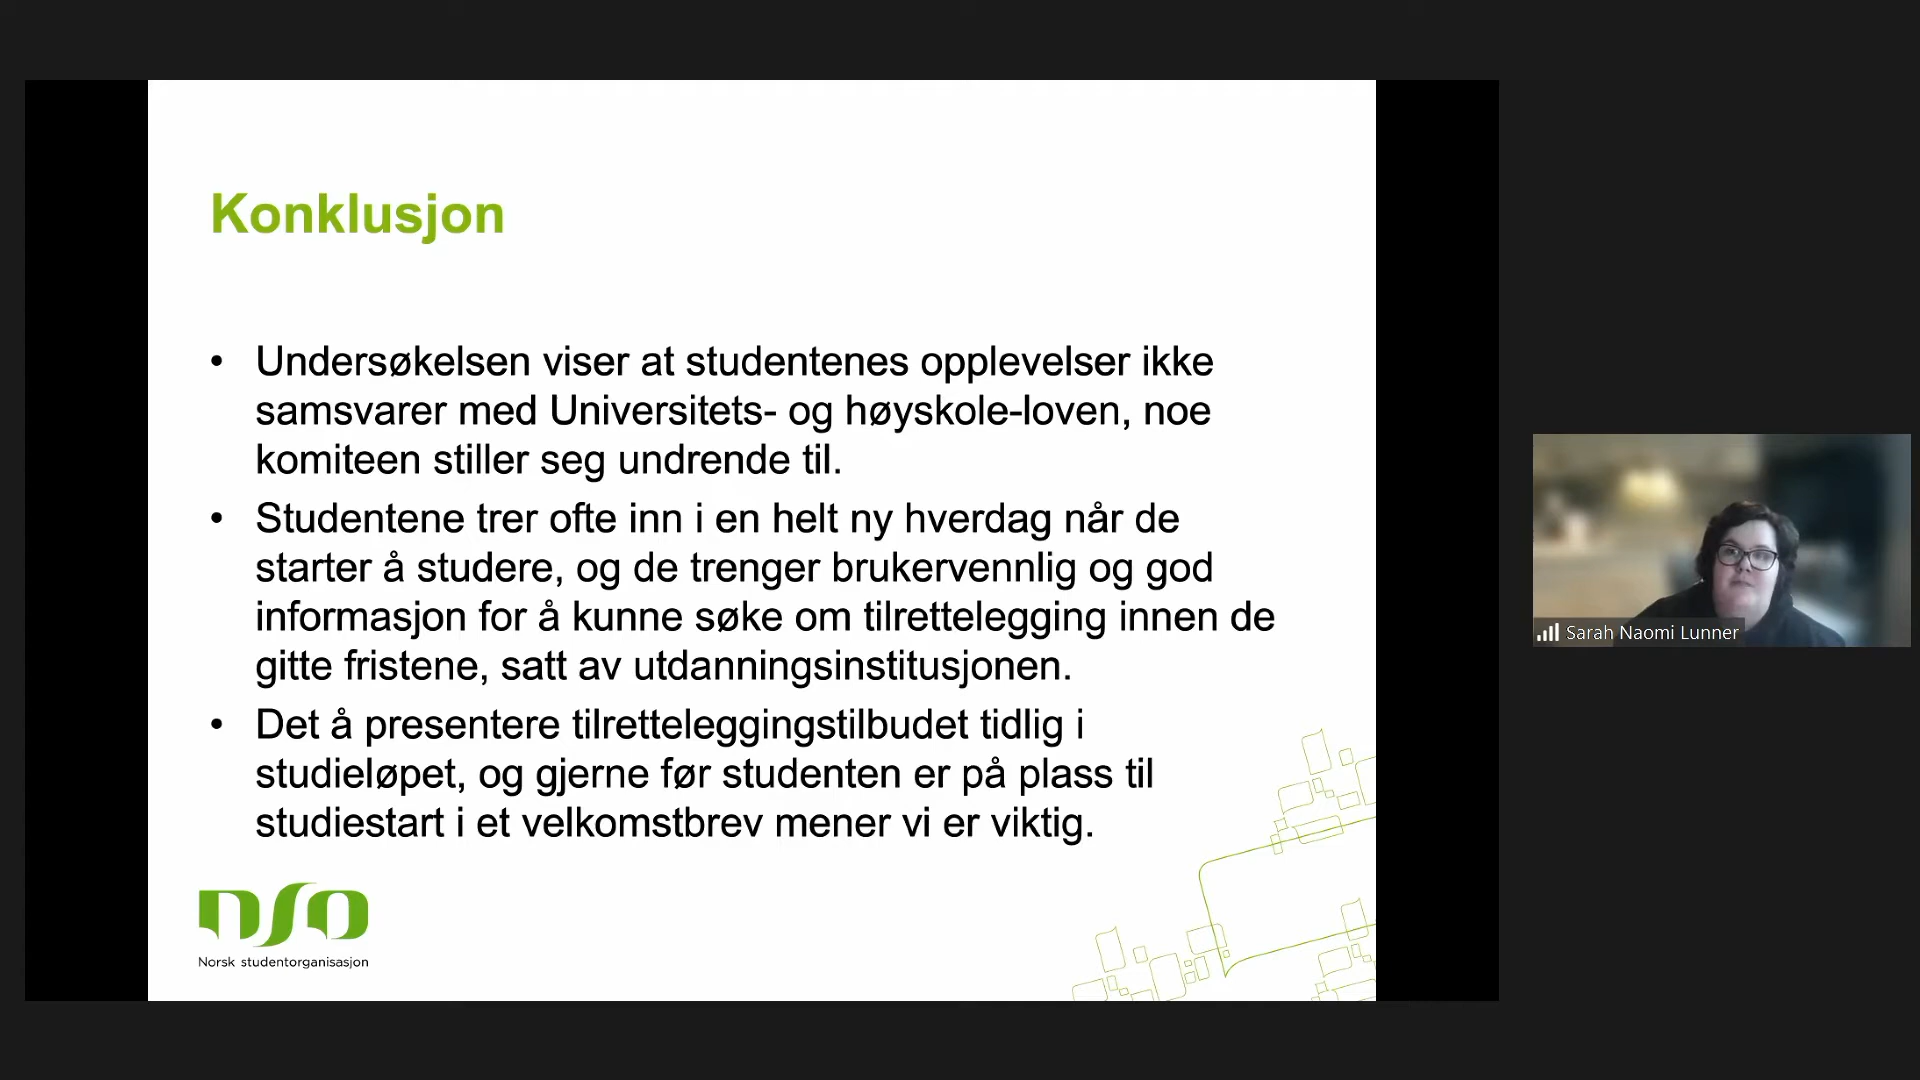 Konklusjon
• Undersøkelsen viser at studentenes opplevelser ikke
samsvarer med Universitets- og høyskole-loven, noe
komiteen stiller seg undrende til.
• Studentene trer ofte inn i en helt ny hverdag når de
starter å studere, og de trenger brukervennlig og god
informasjon for å kunne søke om tilrettelegging innen de
gitte fristene, satt av utdanningsinstitusjonen.
• Det å presentere tilretteleggingstilbudet tidlig i
studieløpet, og gjerne før studenten er på plass til
studiestart i et velkomstbrev mener vi er viktig.
nso
Norsk studentorganisasjon
Sarah Naomi Lunner